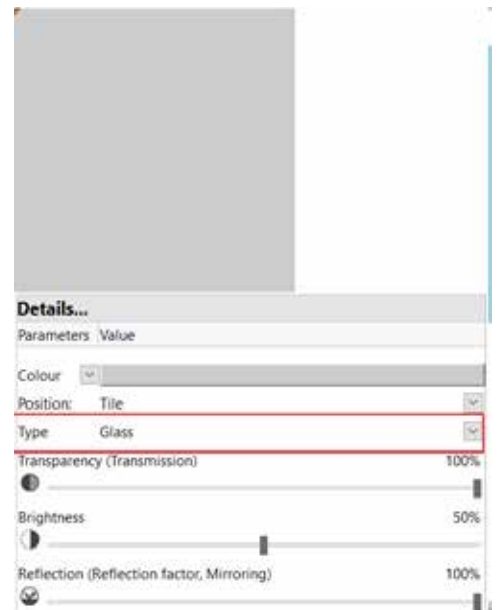 Details...
Parameters Value
Colour
Position: Tile
Type Glass
Transparency (Transmission) 100%
Brightness 50%
Reflection (Reflection factor, Mirroring) 100%